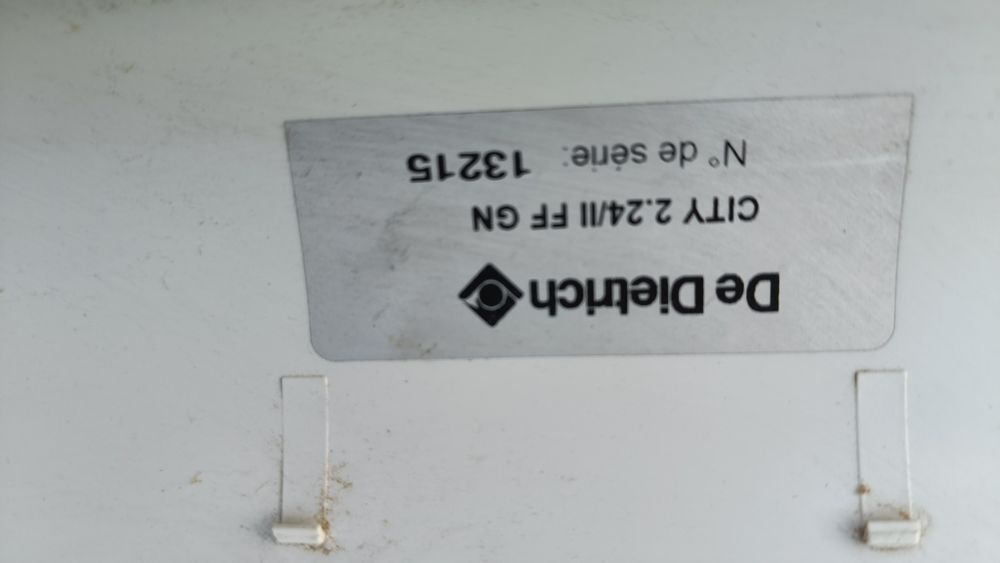 De Dietrich
CITY 2.24/II FF GN
N° de série: 13215